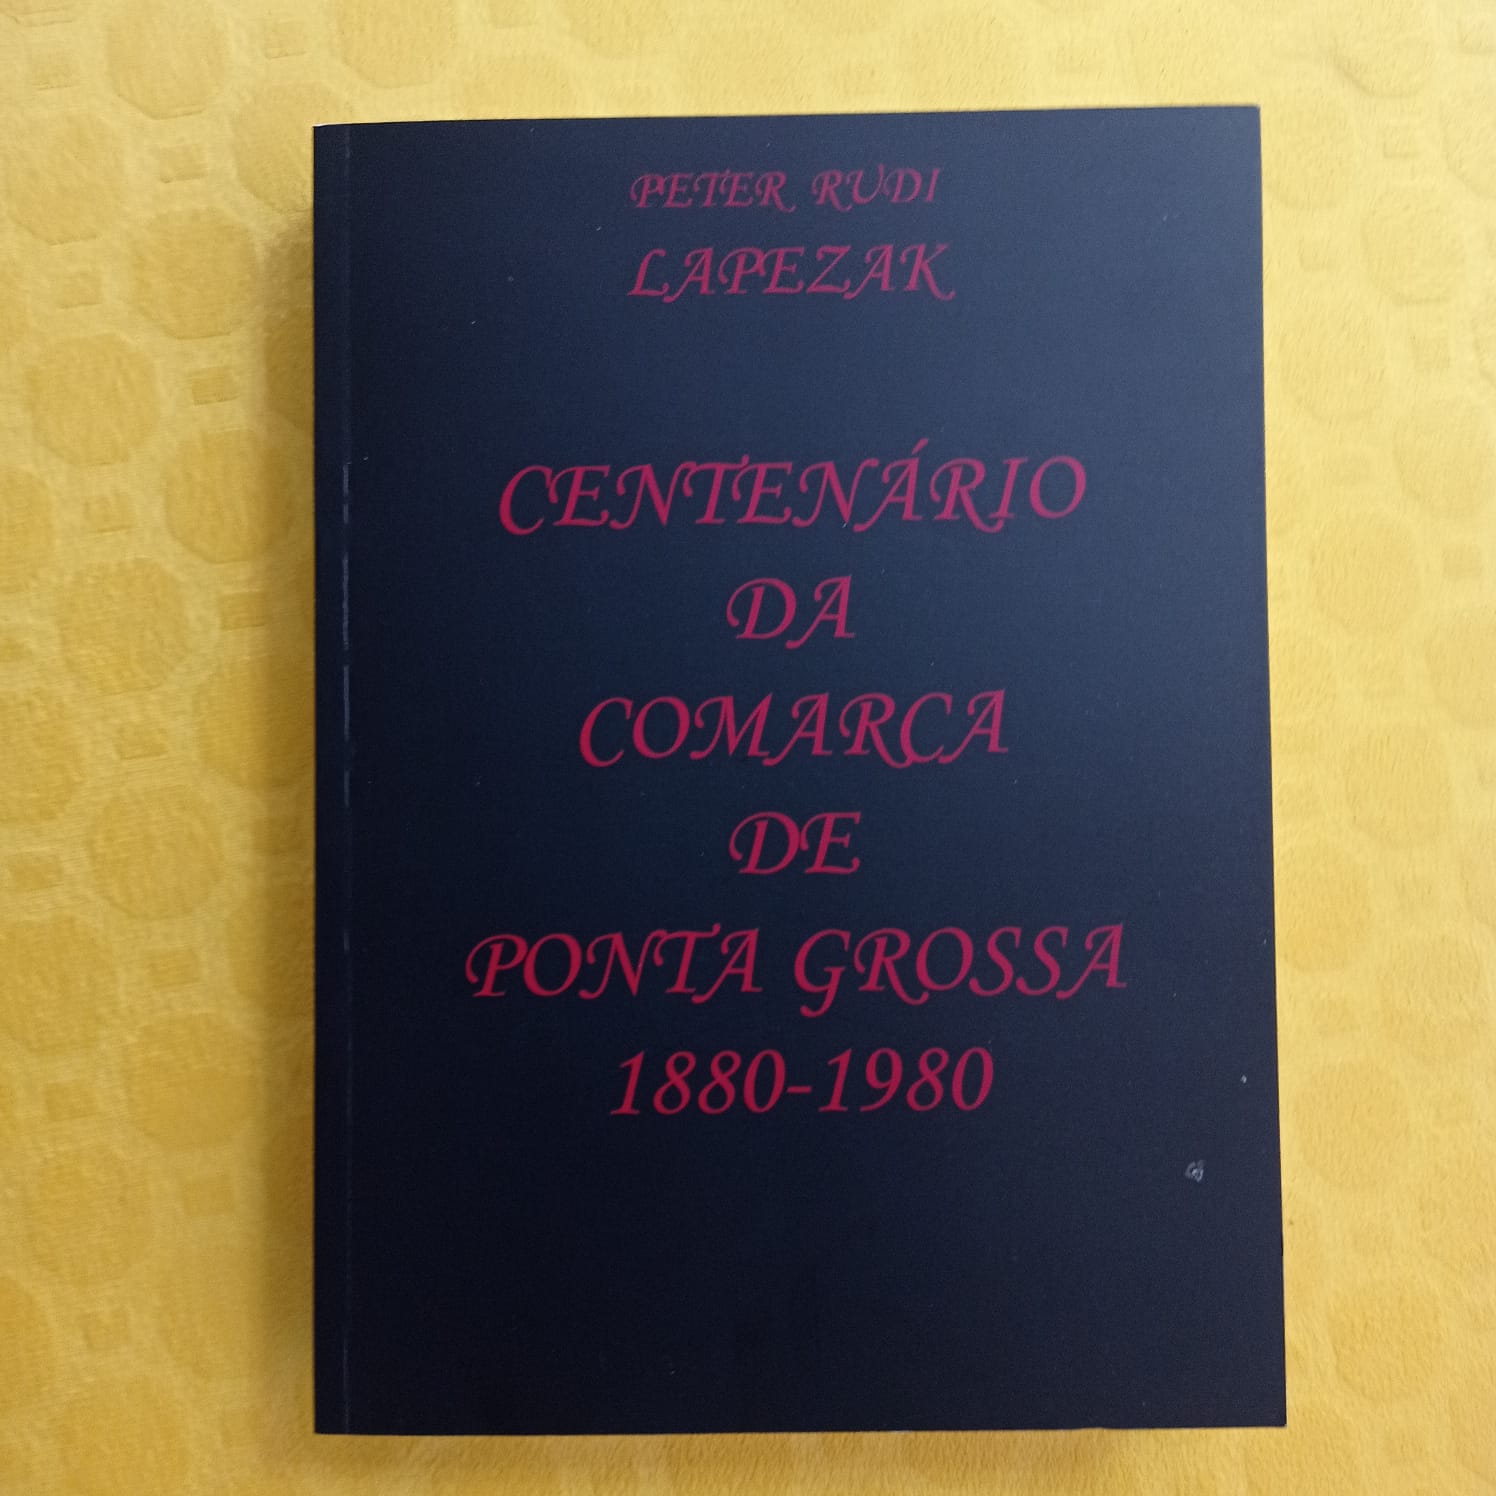 PETER RUDI
LAPEZAK
CENTENÁRIO
DA
COMARCA
DE
PONTA GROSSA
1880-1980